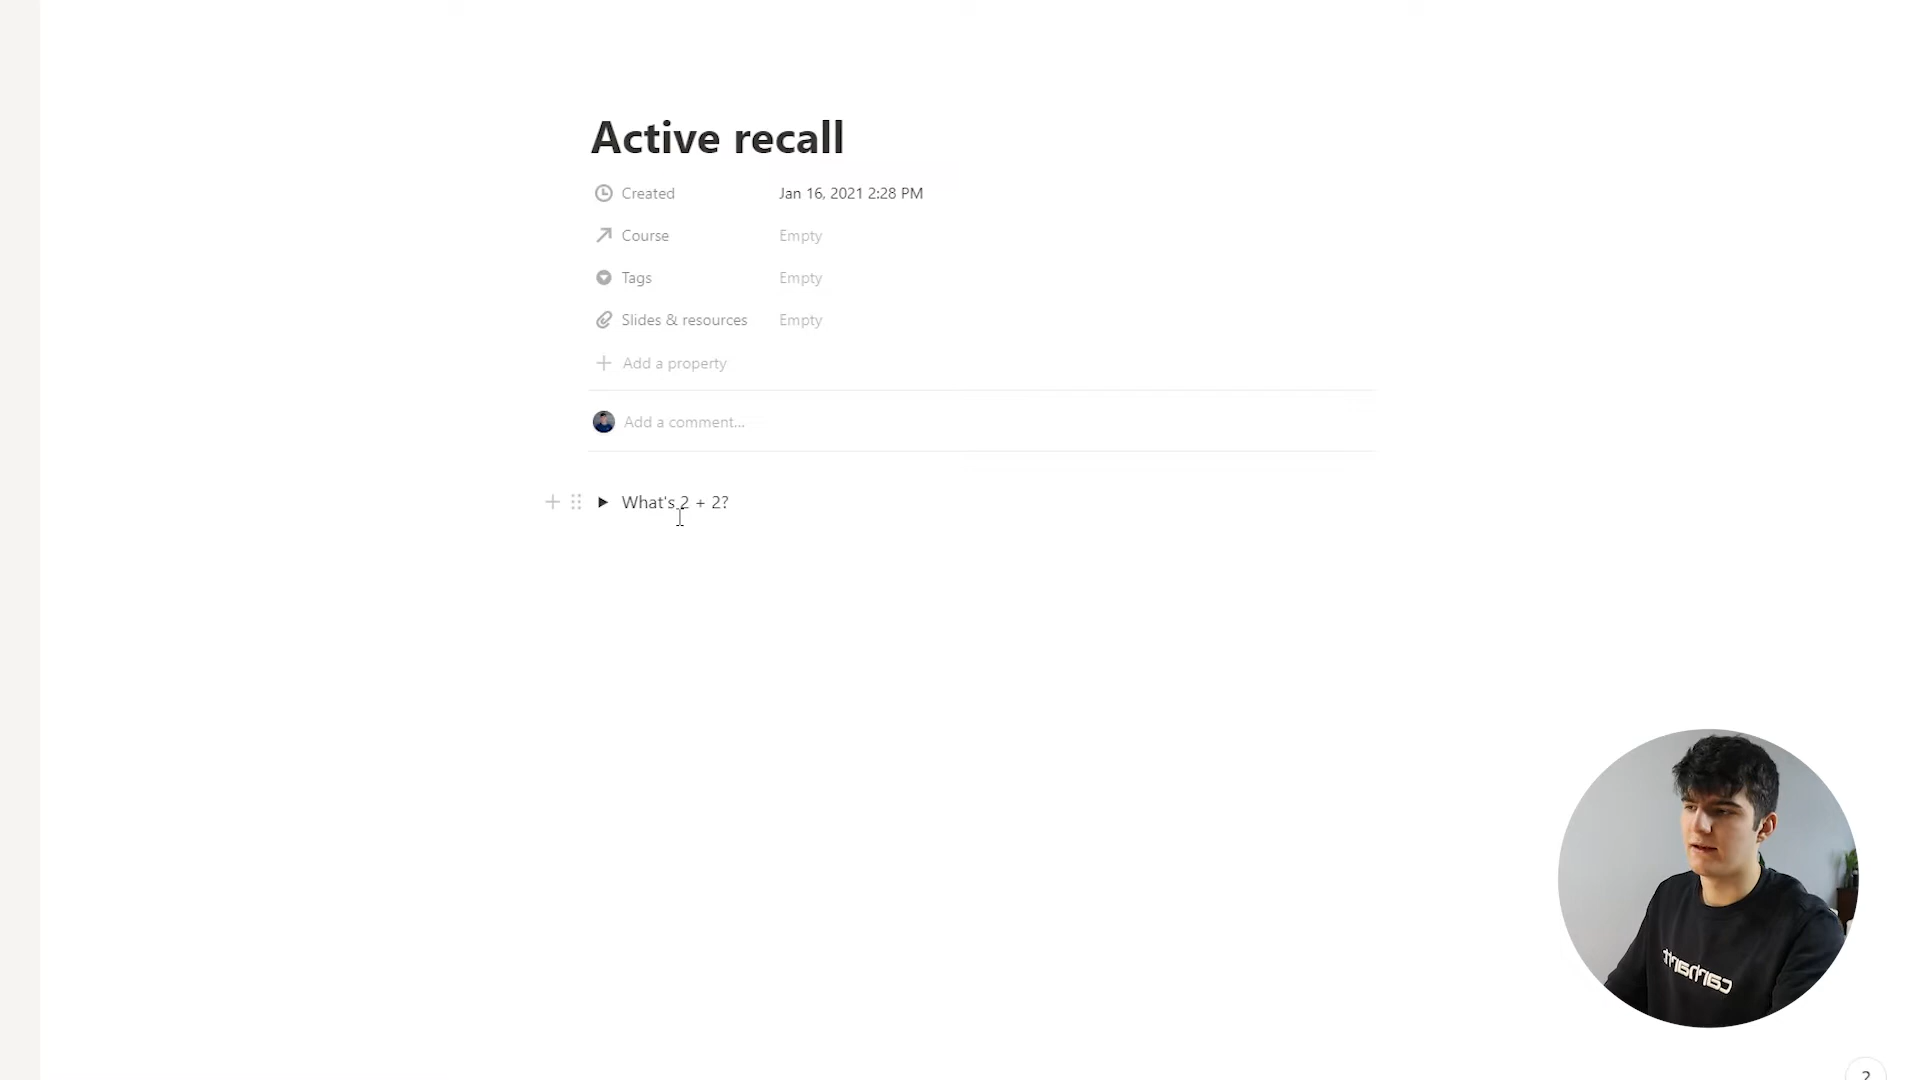 Active recall
Created Jan 16, 2021 2:28 PM
Course Empty
Tags Empty
Slides & resources Empty
Add a property
Add a comment...
What's 2 + 2?
carhartt
?